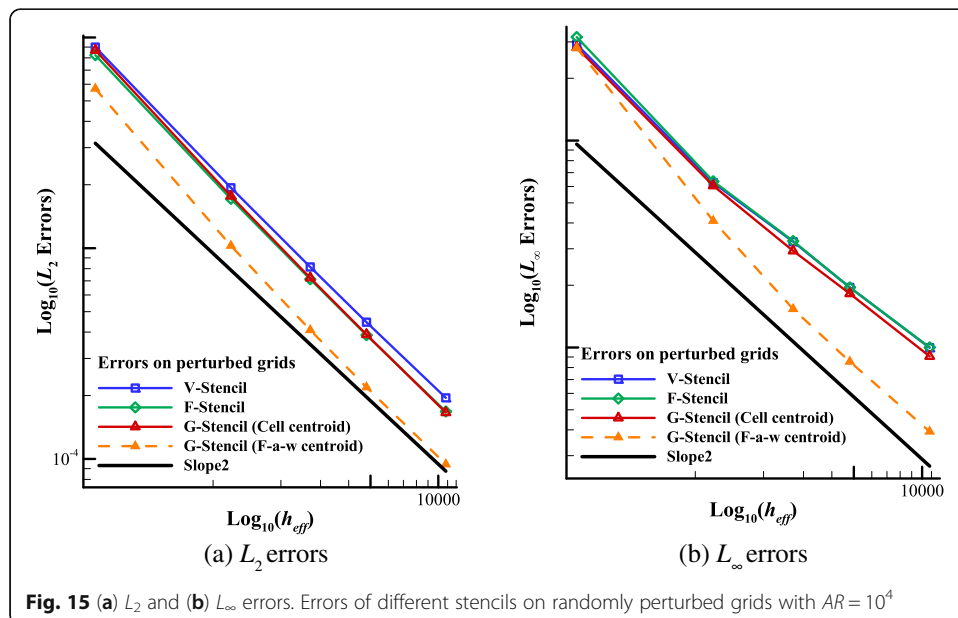 Log10(L2 Errors)
Errors on perturbed grids
V-Stencil
F-Stencil
G-Stencil (Cell centroid)
G-Stencil (F-a-w centroid)
Slope2
10-4
10000
Log10(heff)
(a) L2 errors
Log10(L∞ Errors)
Errors on perturbed grids
V-Stencil
F-Stencil
G-Stencil (Cell centroid)
G-Stencil (F-a-w centroid)
Slope2
10000
Log10(heff)
(b) L∞ errors
Fig. 15 (a) L2 and (b) L∞ errors. Errors of different stencils on randomly perturbed grids with AR = 10^4